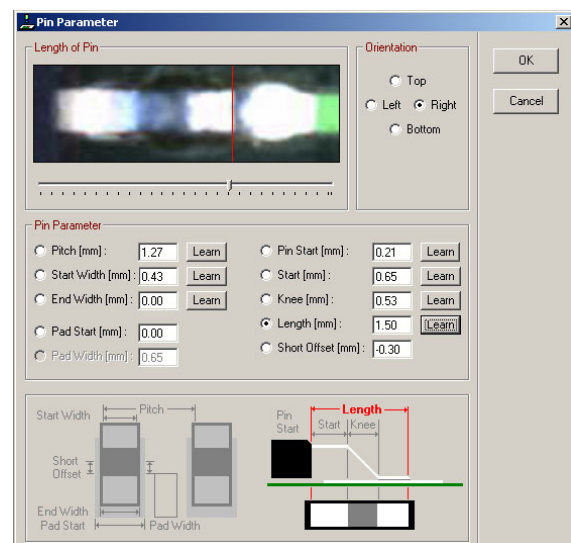 Pin Parameter
Length of Pin
Orientation
Top
Left
Right
Bottom
OK
Cancel
Pin Parameter
Pitch [mm] : 1.27 Learn
Start Width [mm] : 0.43 Learn
End Width [mm] : 0.00 Learn
Pad Start [mm] : 0.00
Pad Width [mm] : 0.65
Pin Start [mm] : 0.21 Learn
Start [mm] : 0.65 Learn
Knee [mm] : 0.53 Learn
Length [mm] : 1.50 Learn
Short Offset [mm] : -0.30
Start Width
Pitch
Short
Offset
End Width
Pad Start
Pad Width
Pin
Start
Length
Start
Knee